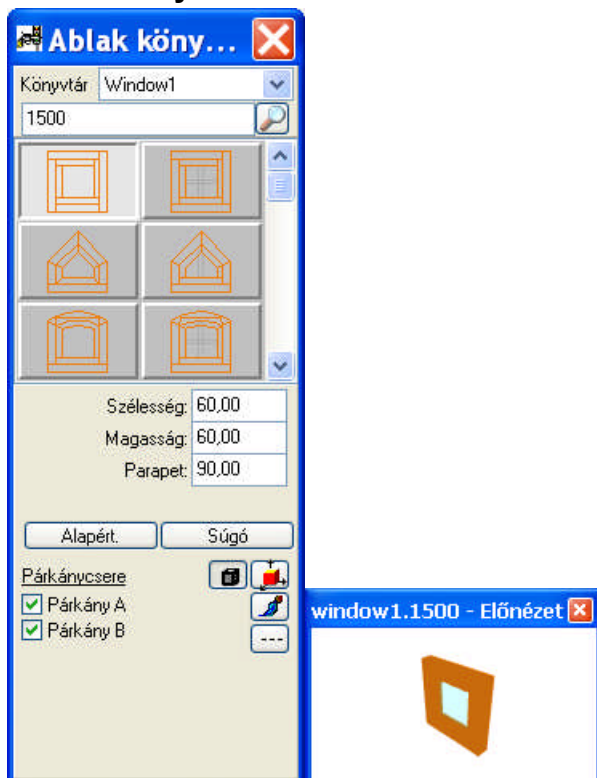 Ablak köny...
Könyvtár Window1
1500
Szélesség: 60,00
Magasság: 60,00
Parapet: 90,00
Alapért. Súgó
Párkánycsere
Párkány A
Párkány B
---
window1.1500 - Előnézet